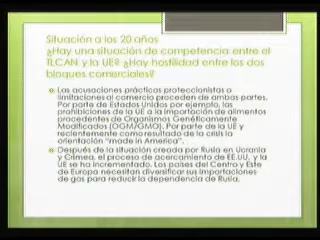 Situación a los 20 años
¿Hay una situación de competencia entre el
TLCAN y la UE? ¿Hay hostilidad entre los dos
bloques comerciales?
Las acusaciones prácticas proteccionistas o
limitaciones al comercio proceden de ambas partes.
Por parte de Estados Unidos por ejemplo, las
prohibiciones de la UE a la importación de alimentos
procedentes de Organismos Genéticamente
Modificados (OGM/GMO). Por parte de la UE y
recientemente como resultado de la crisis la
orientación "made in America".
Después de la situación creada por Rusia en Ucrania
y Crimea, el proceso de acercamiento de EE.UU. y la
UE se ha incrementado. Los países del Centro y Este
de Europa necesitan diversificar sus importaciones
de gas para reducir la dependencia de Rusia.